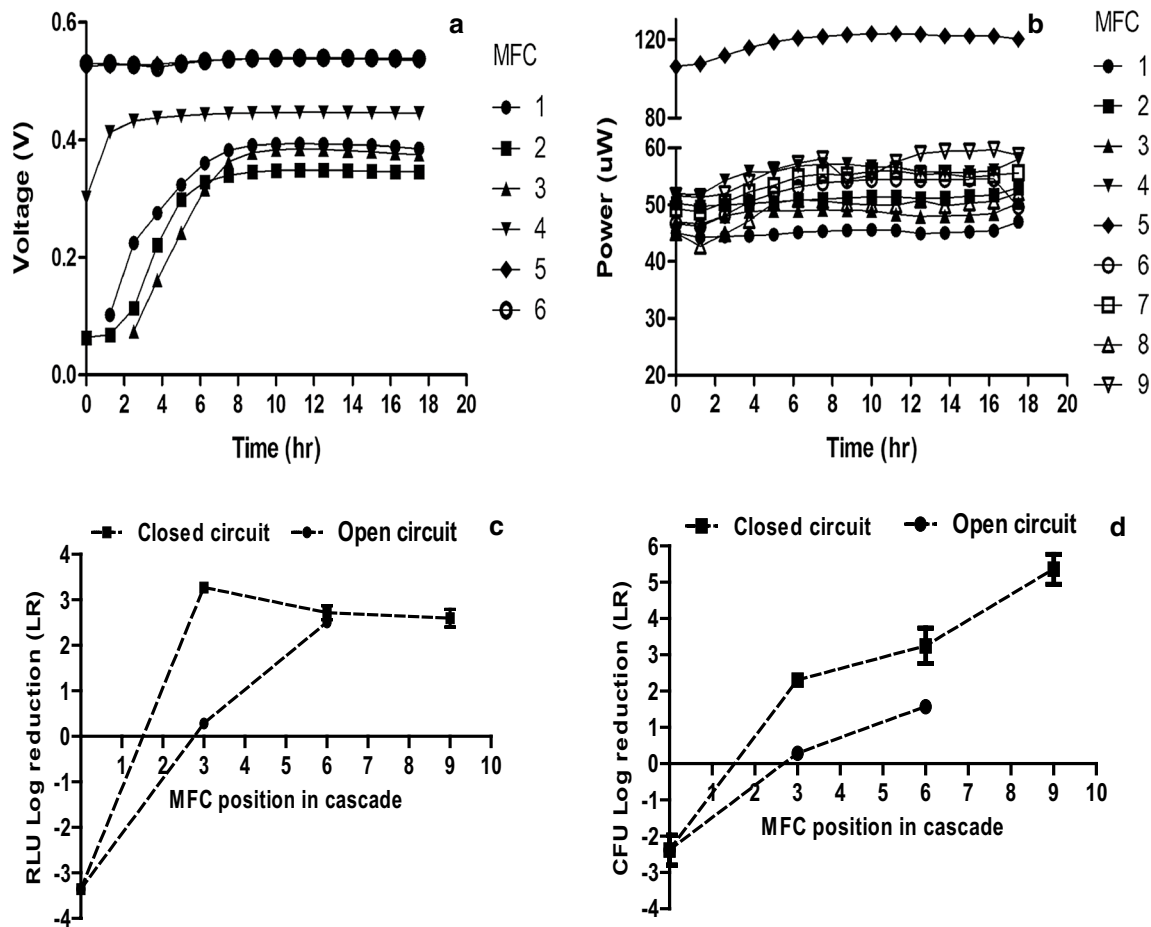 a
MFC
1
2
3
4
5
6
Voltage (V)
0.6
0.4
0.2
0.0
0 2 4 6 8 10 12 14 16 18 20
Time (hr)
b
MFC
1
2
3
4
5
6
7
8
9
Power (uW)
120
80
60
50
40
30
20
0 2 4 6 8 10 12 14 16 18 20
Time (hr)
Closed circuit Open circuit
c
RLU Log reduction (LR)
4
3
2
1
0
-1
-2
-3
-4
1 2 3 4 5 6 7 8 9 10
MFC position in cascade
Closed circuit Open circuit
d
CFU Log reduction (LR)
6
5
4
3
2
1
0
-1
-2
-3
-4
1 2 3 4 5 6 7 8 9 10
MFC position in cascade